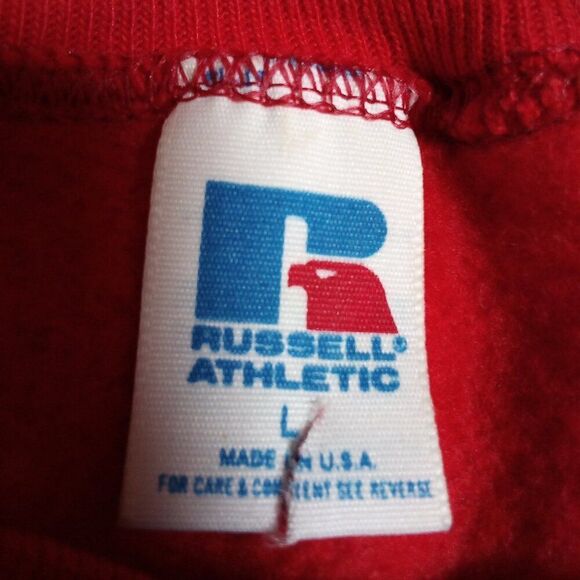 RUSSELL®
ATHLETIC
L
MADE IN U.S.A.
FOR CARE & CONTENT SEE REVERSE